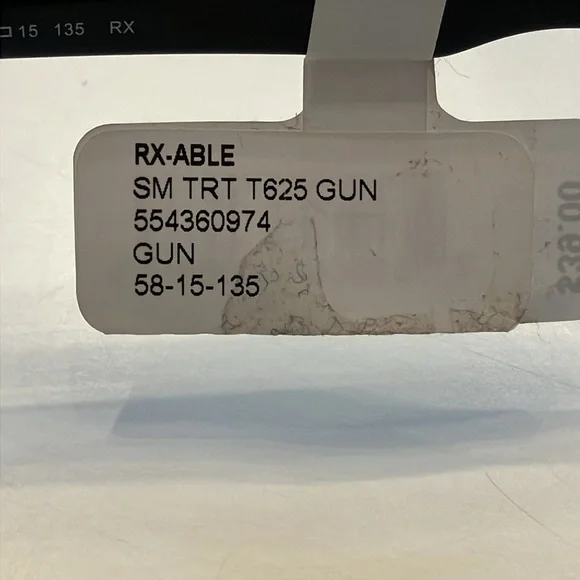 15 135 RX
RX-ABLE
SM TRT T625 GUN
554360974
GUN
58-15-135